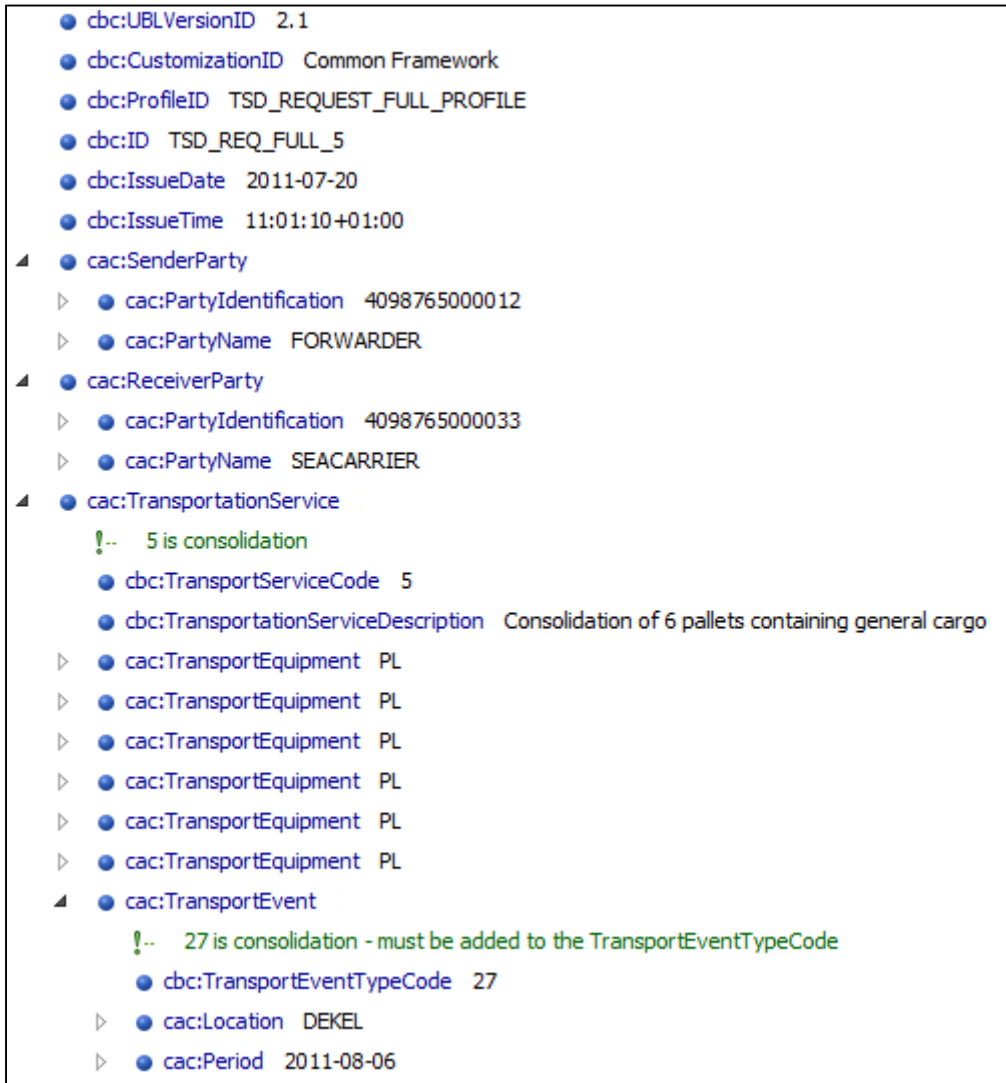 cbc:UBLVersionID 2.1
cbc:CustomizationID Common Framework
cbc:ProfileID TSD_REQUEST_FULL_PROFILE
cbc:ID TSD_REQ_FULL_5
cbc:IssueDate 2011-07-20
cbc:IssueTime 11:01:10+01:00
cac:SenderParty
cac:PartyIdentification 4098765000012
cac:PartyName FORWARDER
cac:ReceiverParty
cac:PartyIdentification 4098765000033
cac:PartyName SEACARRIER
cac:TransportationService
!-- 5 is consolidation
cbc:TransportServiceCode 5
cbc:TransportationServiceDescription Consolidation of 6 pallets containing general cargo
cac:TransportEquipment PL
cac:TransportEquipment PL
cac:TransportEquipment PL
cac:TransportEquipment PL
cac:TransportEquipment PL
cac:TransportEquipment PL
cac:TransportEvent
!-- 27 is consolidation - must be added to the TransportEventTypeCode
cbc:TransportEventTypeCode 27
cac:Location DEKEL
cac:Period 2011-08-06